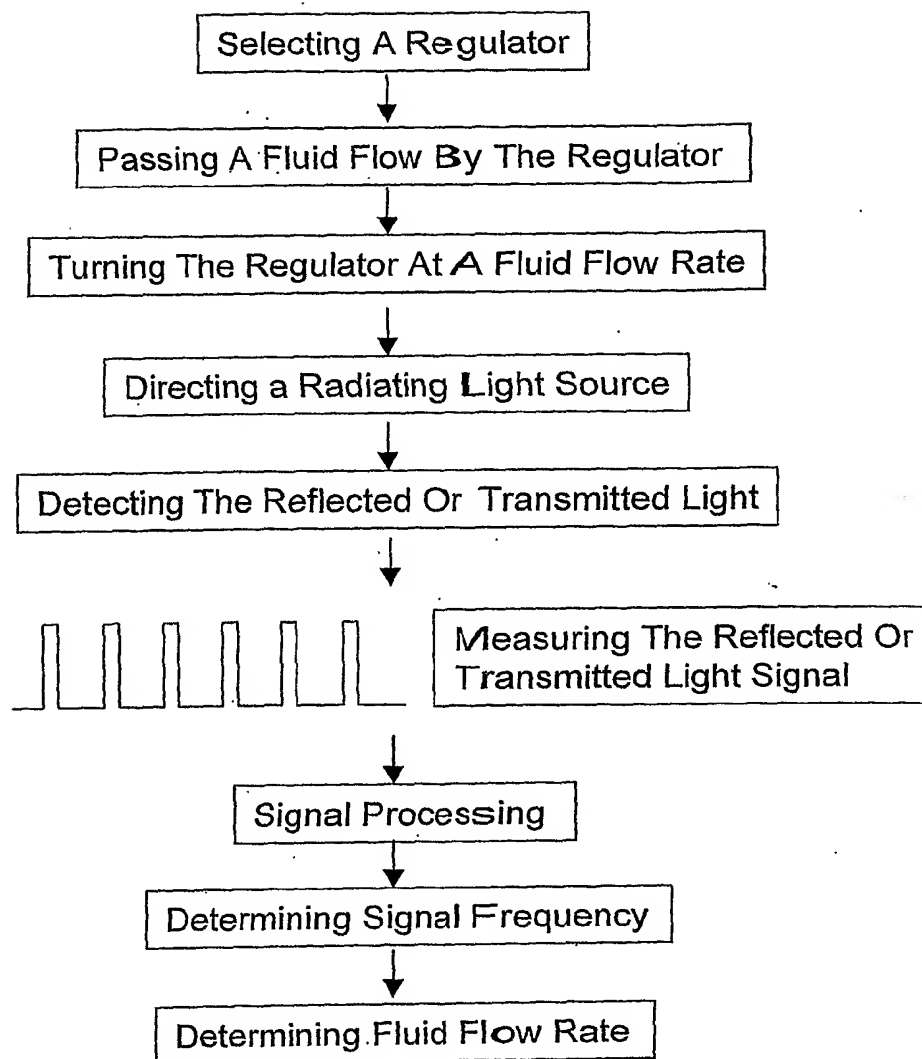 Selecting A Regulator
Passing A Fluid Flow By The Regulator
Turning The Regulator At A Fluid Flow Rate
Directing a Radiating Light Source
Detecting The Reflected Or Transmitted Light
Measuring The Reflected Or
Transmitted Light Signal
Signal Processing
Determining Signal Frequency
Determining Fluid Flow Rate